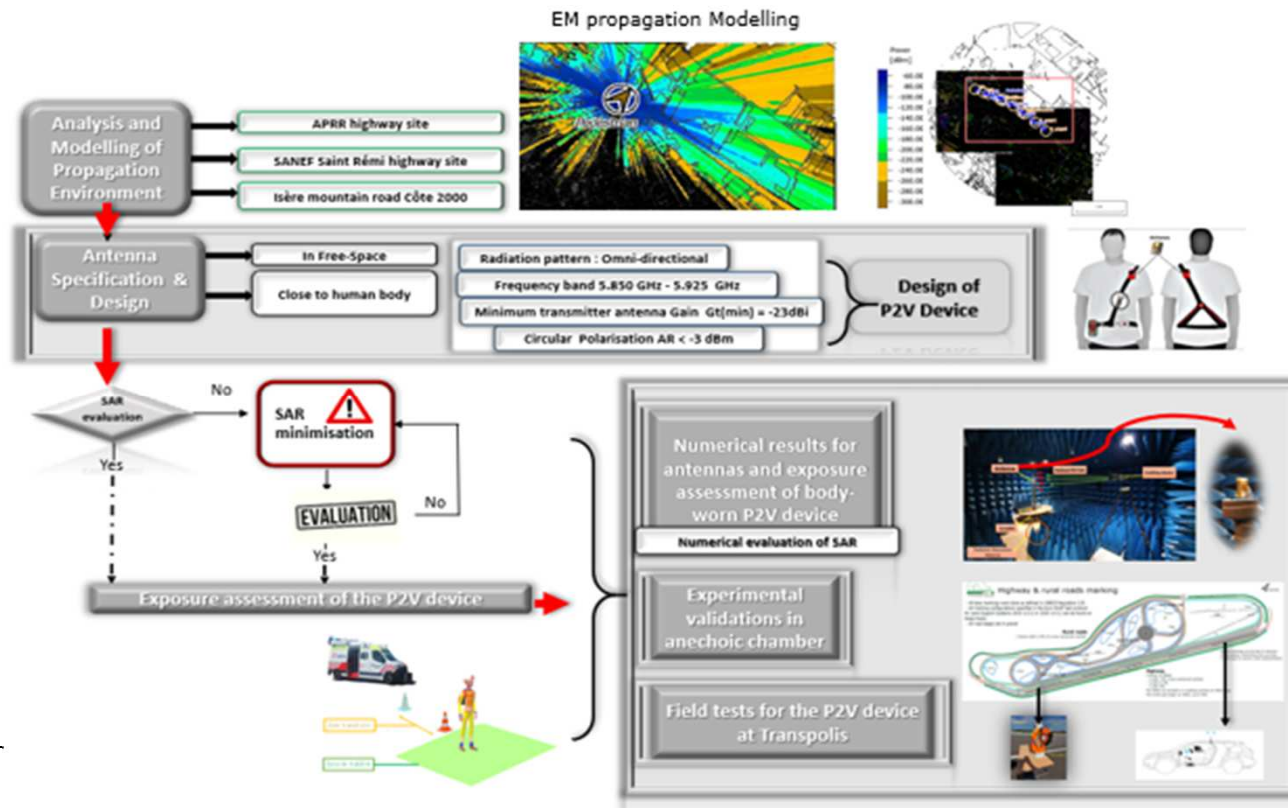 EM propagation Modelling
Power
[dBm]
Analysis and
Modelling of
Propagation
Environment
APRR highway site
SANEF Saint Rémi highway site
Isère mountain road Côte 2000
Antenna
Specification &
Design
In Free-Space
Close to human body
Radiation pattern : Omni-directional
Frequency band 5.850 GHz - 5.925 GHz
Minimum transmitter antenna Gain Gt(min) = -23dBi
Circular Polarisation AR < -3 dBm
Design of
P2V Device
SAR
evaluation
No
Yes
SAR
minimisation
EVALUATION
No
Yes
Exposure assessment of the P2V device
Numerical results for
antennas and exposure
assessment of body-
worn P2V device
Numerical evaluation of SAR
Experimental
validations in
anechoic chamber
Field tests for the P2V device
at Transpolis
Highway & rural roads marking